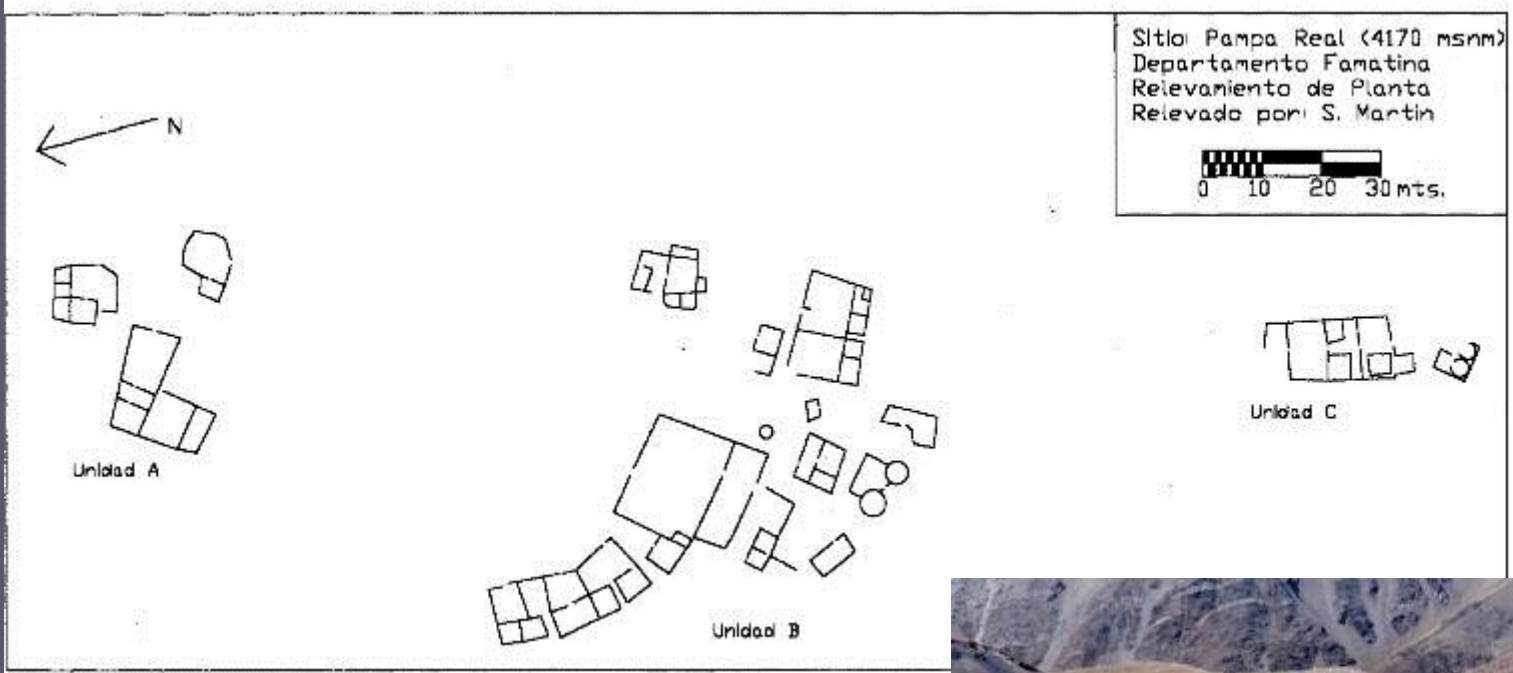 Sitio: Pampa Real (4170 msnm)
Departamento Famatina
Relevamiento de Planta
Relevado por: S. Martin
0 10 20 30 mts.
N
Unidad A
Unidad B
Unidad C